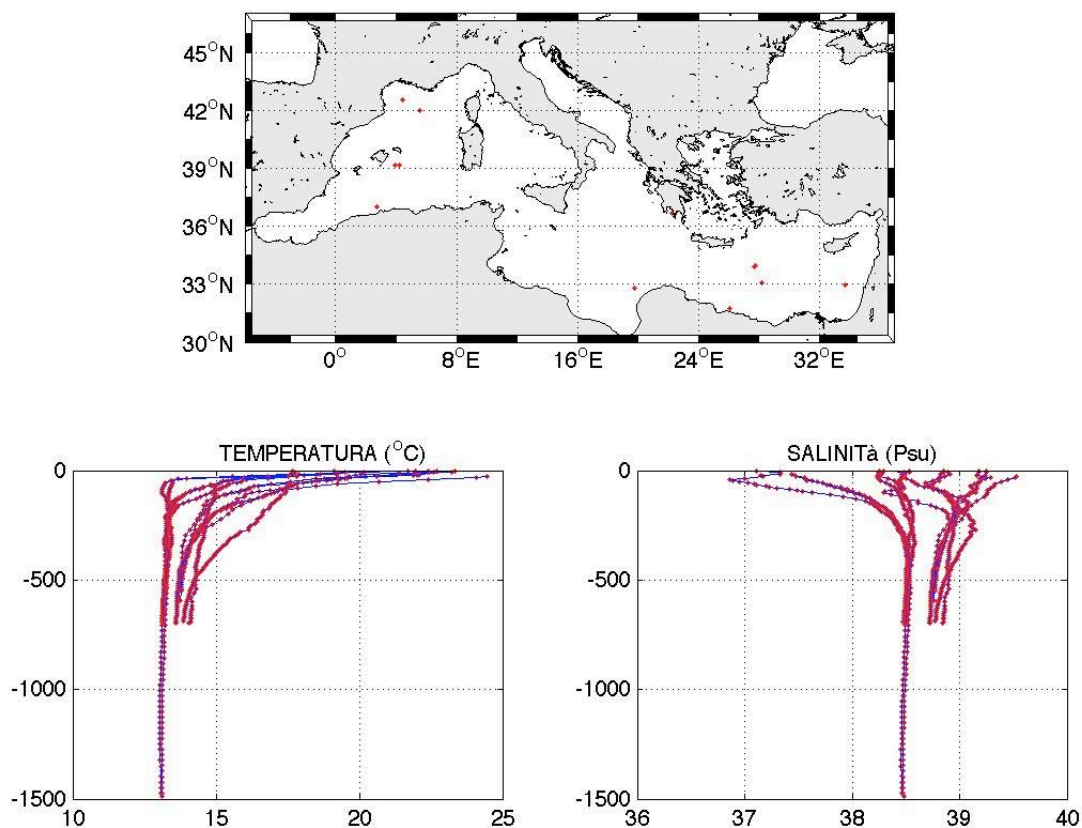 45°N
42°N
39°N
36°N
33°N
30°N
0° 8°E 16°E 24°E 32°E
TEMPERATURA (°C)
0
-500
-1000
-1500
10 15 20 25
SALINITà (Psu)
0
-500
-1000
-1500
36 37 38 39 40